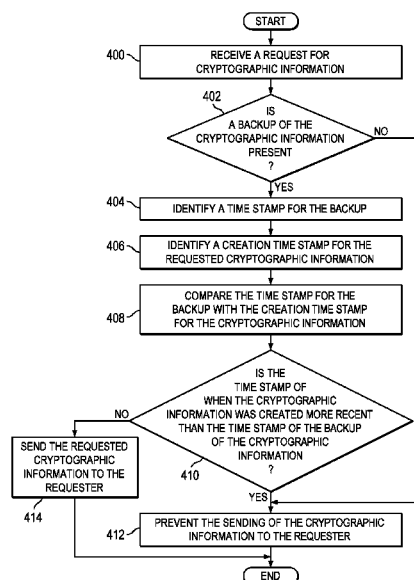 START
400
RECEIVE A REQUEST FOR
CRYPTOGRAPHIC INFORMATION
402
IS
A BACKUP OF THE
CRYPTOGRAPHIC INFORMATION
PRESENT
?
NO
YES
404
IDENTIFY A TIME STAMP FOR THE BACKUP
406
IDENTIFY A CREATION TIME STAMP FOR THE
REQUESTED CRYPTOGRAPHIC INFORMATION
408
COMPARE THE TIME STAMP FOR THE
BACKUP WITH THE CREATION TIME STAMP
FOR THE CRYPTOGRAPHIC INFORMATION
IS THE
TIME STAMP OF
WHEN THE CRYPTOGRAPHIC
INFORMATION WAS CREATED MORE RECENT
THAN THE TIME STAMP OF THE BACKUP
OF THE CRYPTOGRAPHIC
INFORMATION
?
410
NO
SEND THE REQUESTED
CRYPTOGRAPHIC
INFORMATION TO THE
REQUESTER
414
YES
412
PREVENT THE SENDING OF THE CRYPTOGRAPHIC
INFORMATION TO THE REQUESTER
END